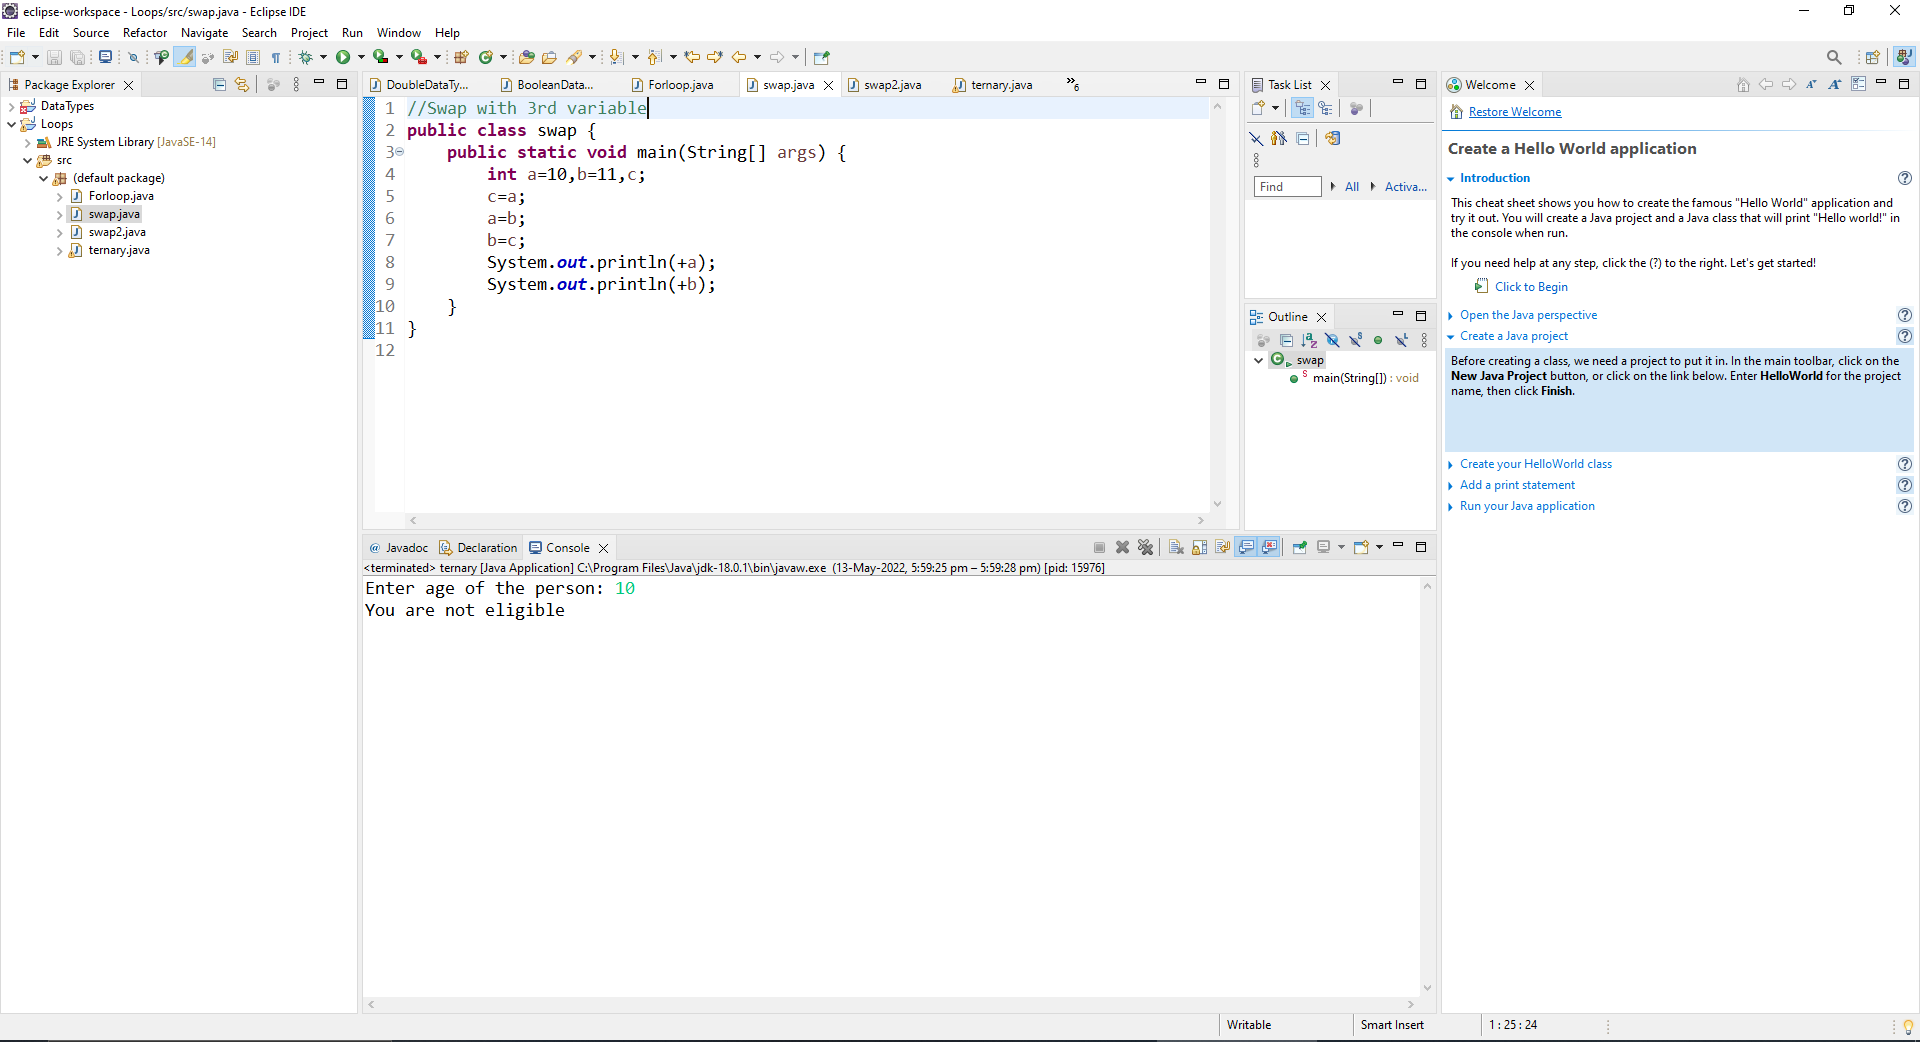 eclipse-workspace - Loops/src/swap.java - Eclipse IDE
File Edit Source Refactor Navigate Search Project Run Window Help
Package Explorer
DataTypes
Loops
JRE System Library [JavaSE-14]
src
(default package)
Forloop.java
swap.java
swap2.java
ternary.java
DoubleDataTy... BooleanData... Forloop.java swap.java swap2.java ternary.java »6
1 //Swap with 3rd variable
2 public class swap {
3 public static void main(String[] args) {
4 int a=10,b=11,c;
5 c=a;
6 a=b;
7 b=c;
8 System.out.println(+a);
9 System.out.println(+b);
10 }
11 }
12
Javadoc Declaration Console
<terminated> ternary [Java Application] C:\Program Files\Java\jdk-18.0.1\bin\javaw.exe (13-May-2022, 5:59:25 pm – 5:59:28 pm) [pid: 15976]
Enter age of the person: 10
You are not eligible
Task List
Find All Activa...
Outline
swap
main(String[]) : void
Welcome
Restore Welcome
Create a Hello World application
Introduction
This cheat sheet shows you how to create the famous "Hello World" application and
try it out. You will create a Java project and a Java class that will print "Hello world!" in
the console when run.
If you need help at any step, click the (?) to the right. Let's get started!
Click to Begin
Open the Java perspective
Create a Java project
Before creating a class, we need a project to put it in. In the main toolbar, click on the
New Java Project button, or click on the link below. Enter HelloWorld for the project
name, then click Finish.
Create your HelloWorld class
Add a print statement
Run your Java application
Writable Smart Insert 1 : 25 : 24